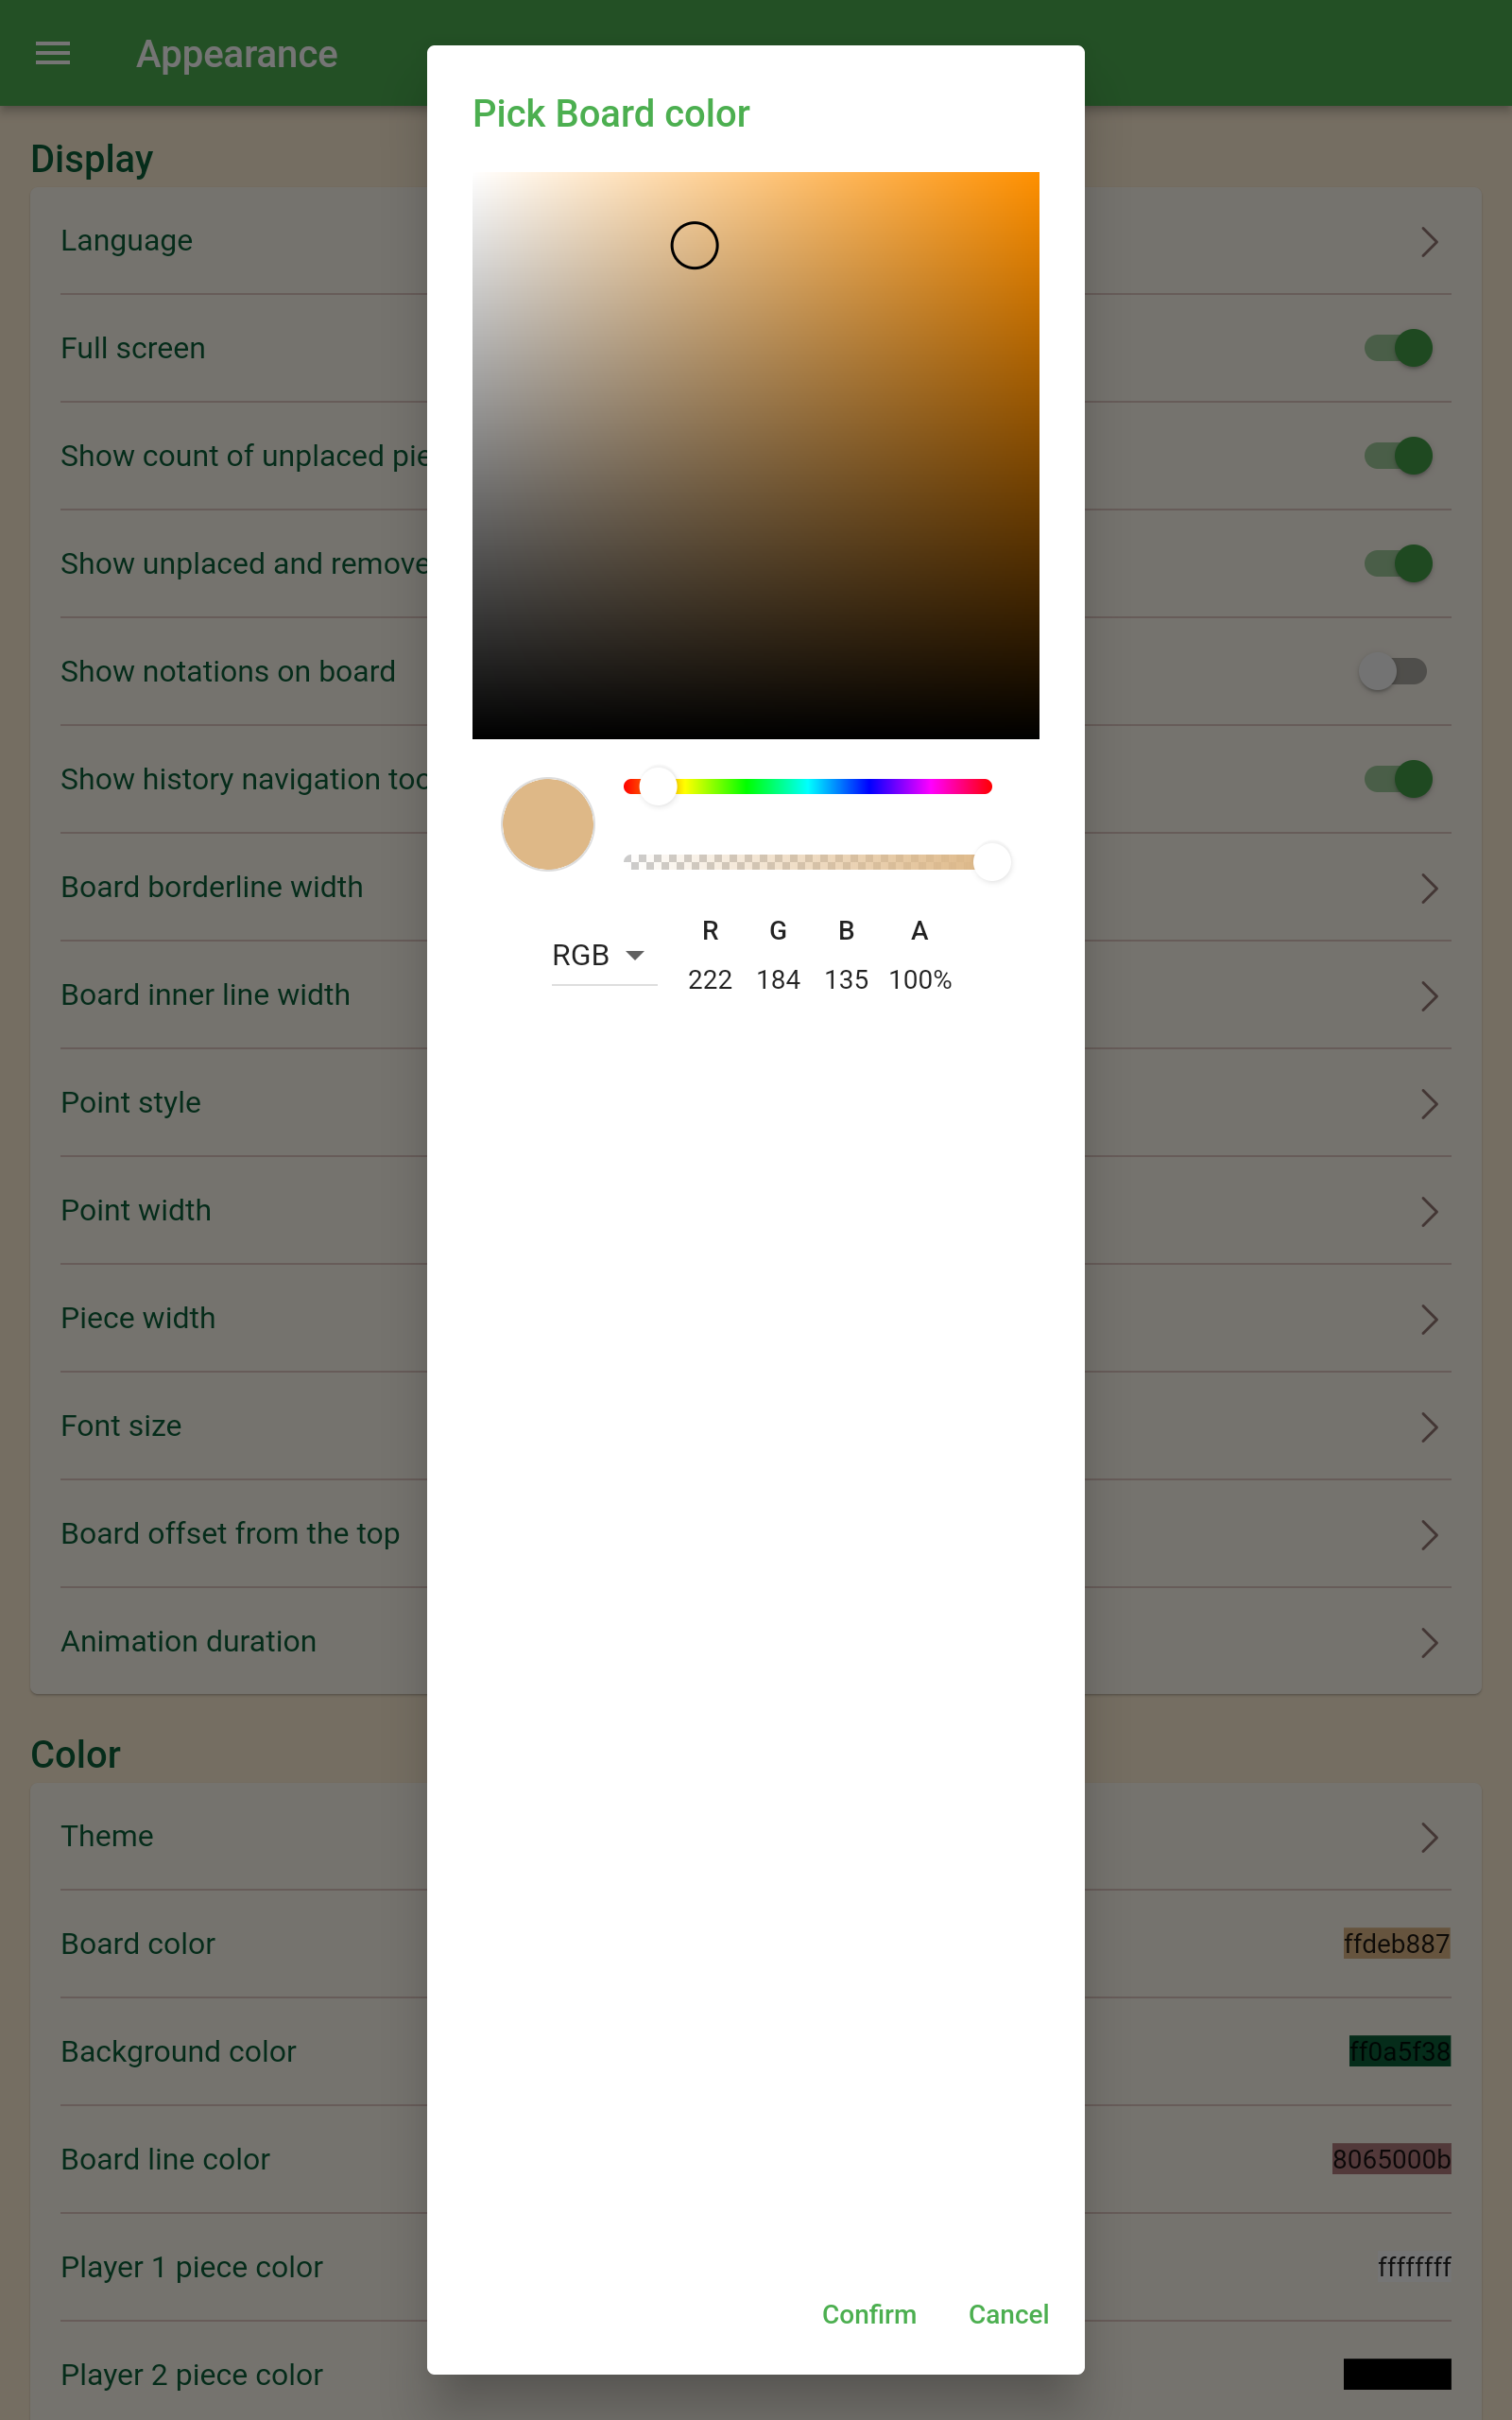 Appearance
Pick Board color
Display
Language
Full screen
Show count of unplaced pie
Show unplaced and remove
Show notations on board
Show history navigation too
RGB
R G B A
222 184 135 100%
Board borderline width
Board inner line width
Point style
Point width
Piece width
Font size
Board offset from the top
Animation duration
Color
Theme
Board color ffdeb887
Background color ff0a5f38
Board line color 8065000b
Player 1 piece color ffffffff
Player 2 piece color
Confirm Cancel